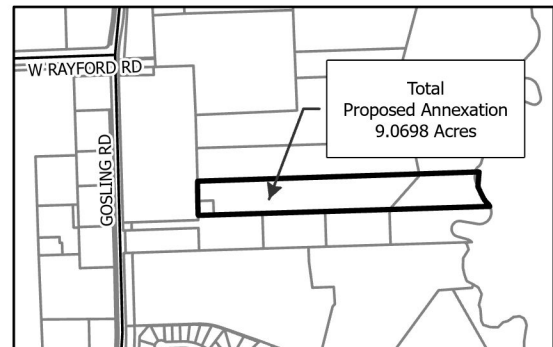 W RAYFORD RD
Total
Proposed Annexation
9.0698 Acres
GOSLING RD